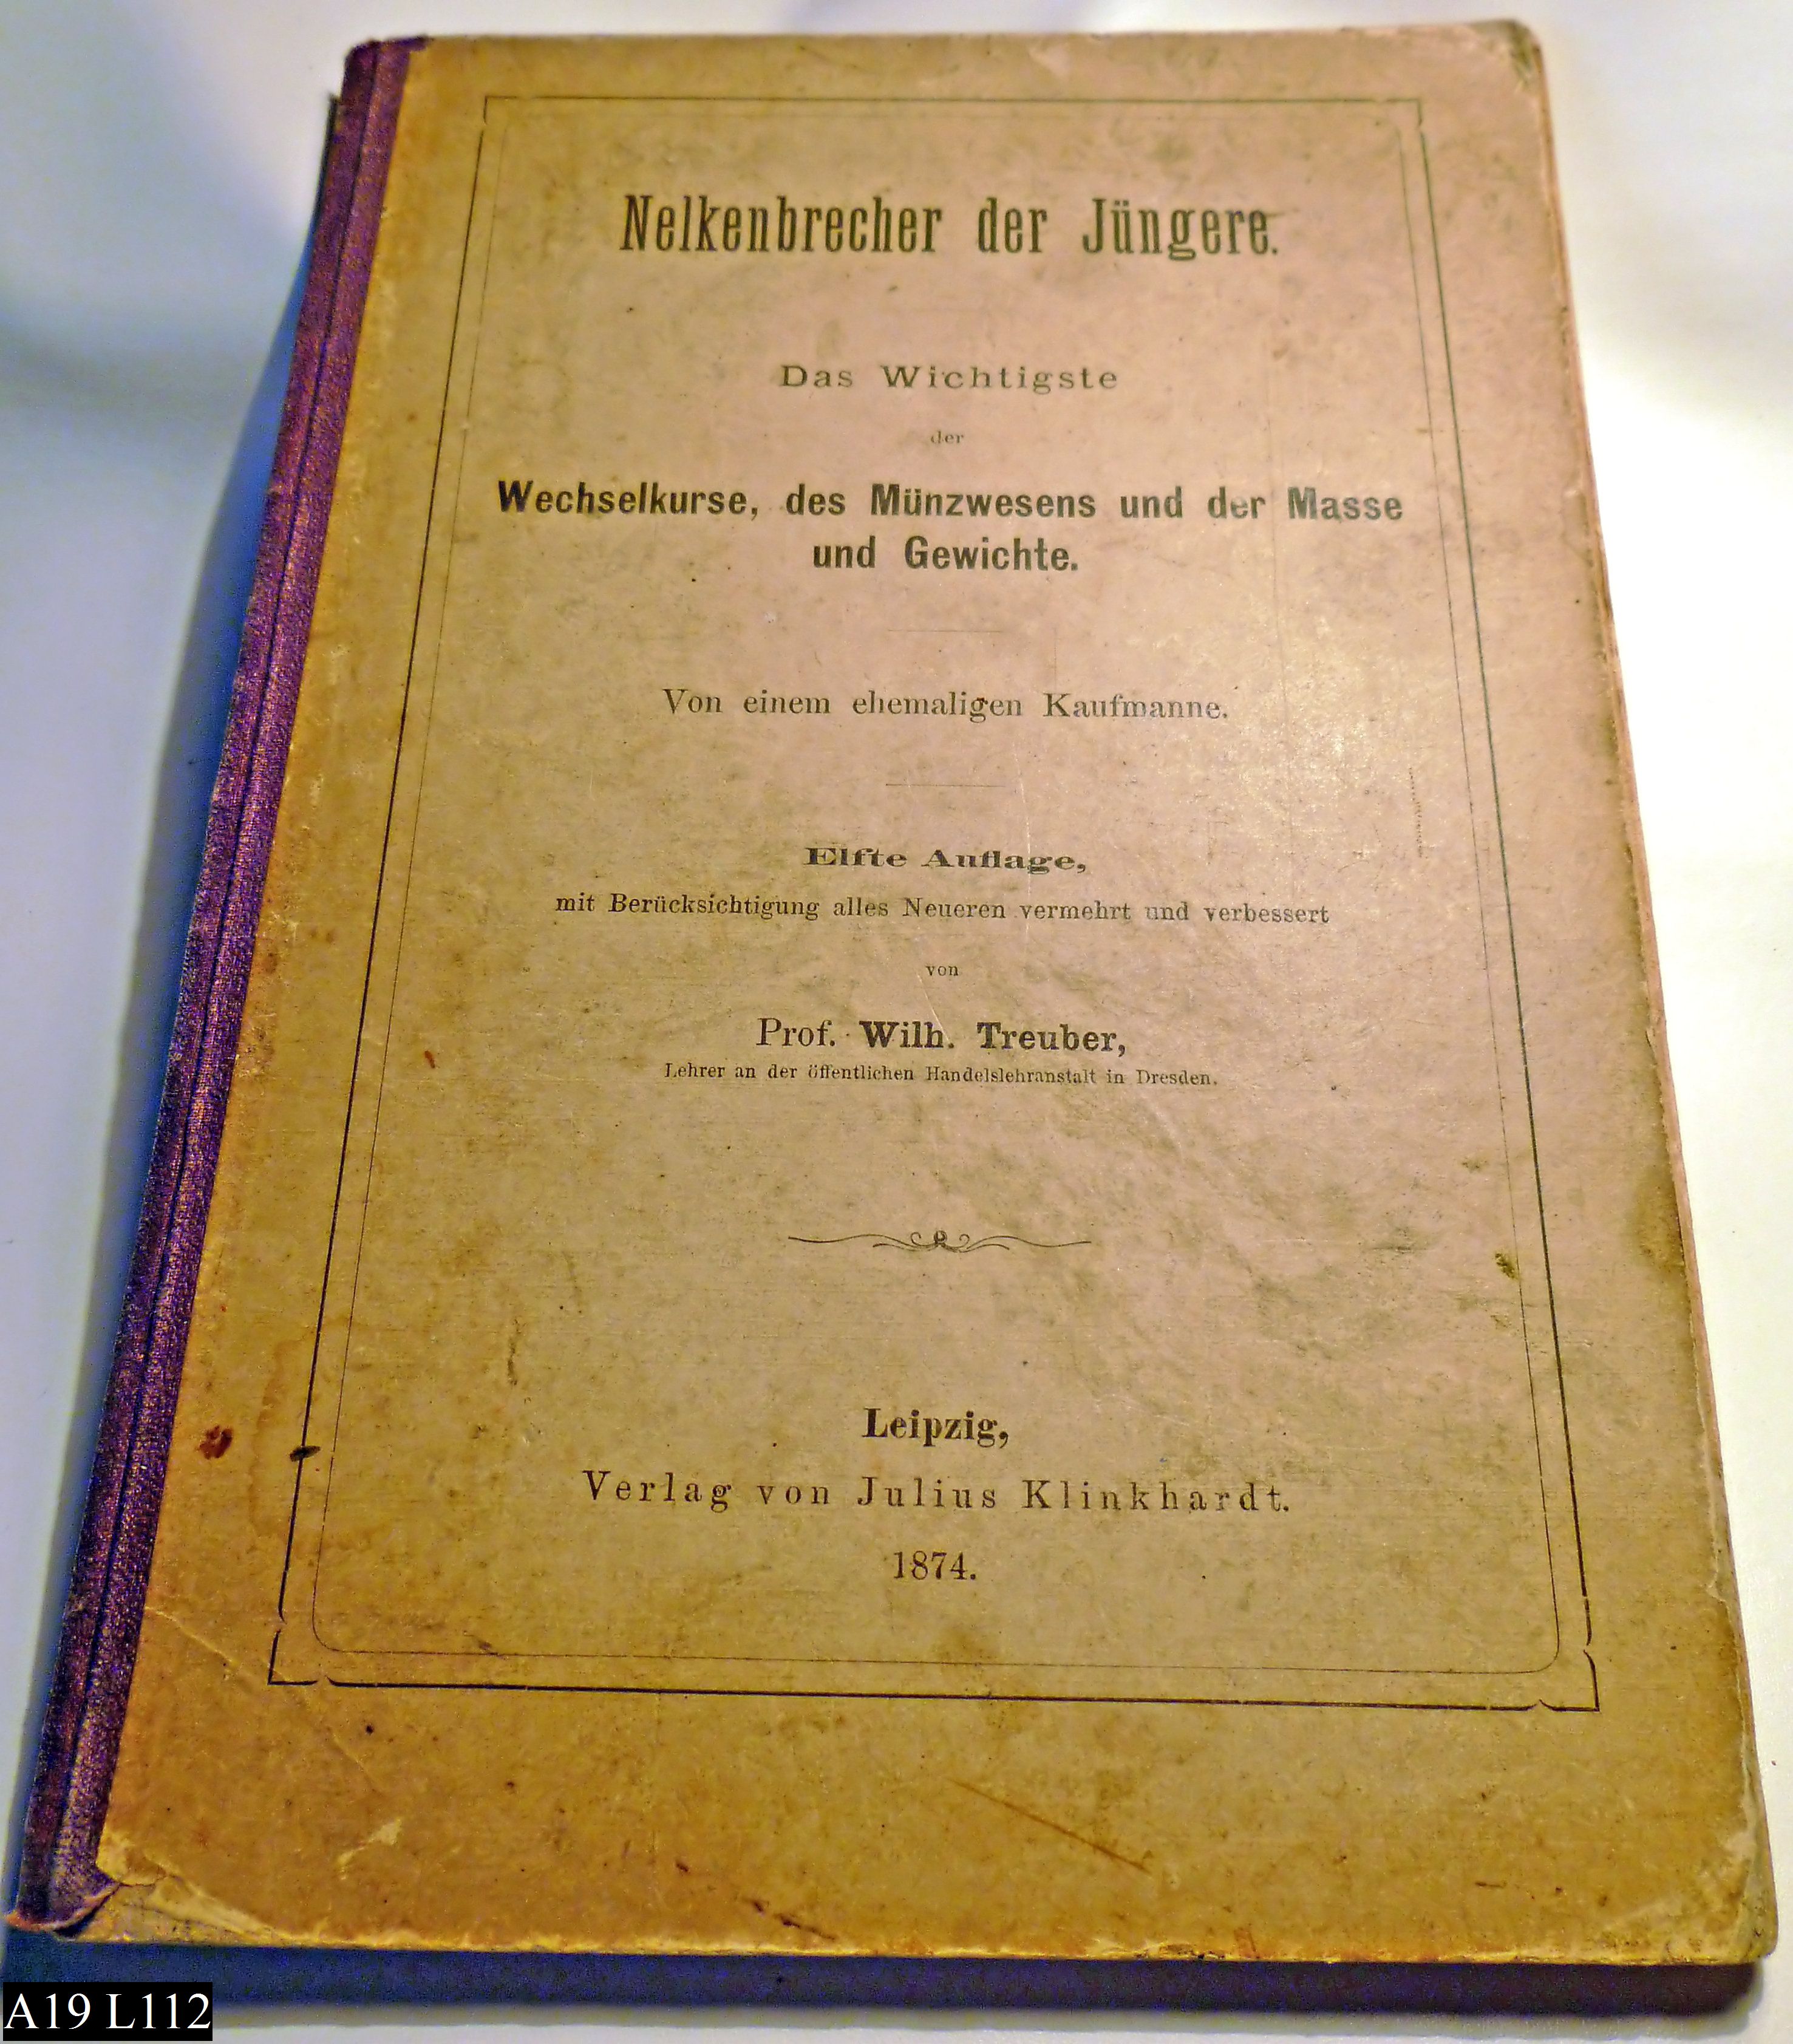 Nelkenbrecher der Jüngere.
Das Wichtigste
der
Wechselkurse, des Münzwesens und der Masse
und Gewichte.
Von einem ehemaligen Kaufmanne.
Elfte Auflage,
mit Berücksichtigung alles Neueren vermehrt und verbessert
von
Prof. Wilh. Treuber,
Lehrer an der öffentlichen Handelslehranstalt in Dresden.
Leipzig,
Verlag von Julius Klinkhardt.
1874.
A19 L112